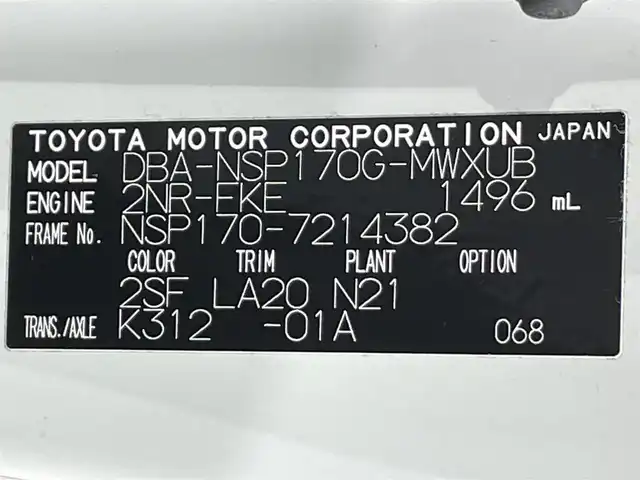 TOYOTA MOTOR CORPORATION JAPAN
MODEL DBA-NSP170G-MWXUB
ENGINE 2NR-FKE 1496 mL
FRAME No. NSP170-7214382
COLOR TRIM PLANT OPTION
2SF LA20 N21
TRANS./AXLE K312 -01A 068